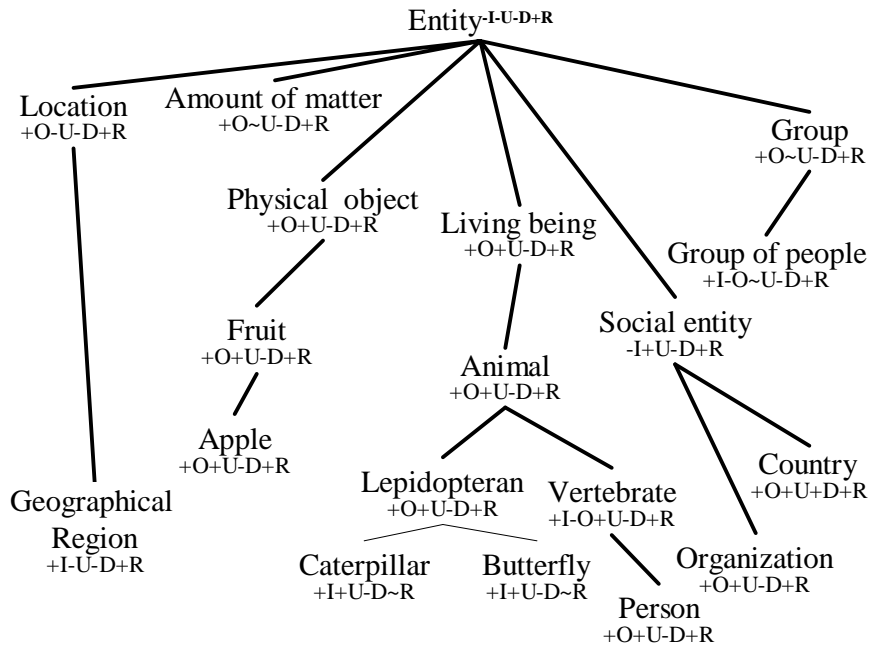 Entity-I-U-D+R
Location
+O-U-D+R
Amount of matter
+O~U-D+R
Group
+O~U-D+R
Physical object
+O+U-D+R
Living being
+O+U-D+R
Group of people
+I-O~U-D+R
Fruit
+O+U-D+R
Social entity
-I+U-D+R
Animal
+O+U-D+R
Apple
+O+U-D+R
Country
+O+U+D+R
Geographical
Region
+I-U-D+R
Lepidopteran
+O+U-D+R
Vertebrate
+I-O+U-D+R
Caterpillar
+I+U-D~R
Butterfly
+I+U-D~R
Organization
+O+U-D+R
Person
+O+U-D+R